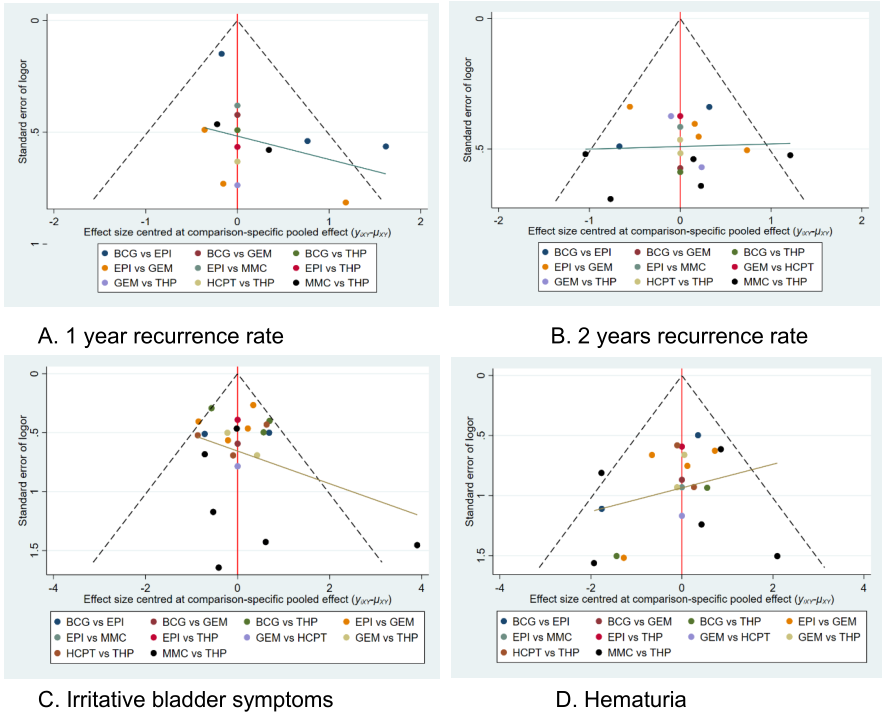 0
.5
1
Standard error of logor
-2
-1
0
1
2
Effect size centred at comparison-specific pooled effect (yiXY-μXY)
BCG vs EPI
BCG vs GEM
BCG vs THP
EPI vs GEM
EPI vs MMC
EPI vs THP
GEM vs THP
HCPT vs THP
MMC vs THP
A. 1 year recurrence rate
0
.5
Standard error of logor
-2
-1
0
1
2
Effect size centred at comparison-specific pooled effect (yiXY-μXY)
BCG vs EPI
BCG vs GEM
BCG vs THP
EPI vs GEM
EPI vs MMC
GEM vs HCPT
GEM vs THP
HCPT vs THP
MMC vs THP
B. 2 years recurrence rate
0
.5
1
1.5
Standard error of logor
-4
-2
0
2
4
Effect size centred at comparison-specific pooled effect (yiXY-μXY)
BCG vs EPI
BCG vs GEM
BCG vs THP
EPI vs GEM
EPI vs MMC
EPI vs THP
GEM vs HCPT
GEM vs THP
HCPT vs THP
MMC vs THP
C. Irritative bladder symptoms
0
.5
1
1.5
Standard error of logor
-4
-2
0
2
4
Effect size centred at comparison-specific pooled effect (yiXY-μXY)
BCG vs EPI
BCG vs GEM
BCG vs THP
EPI vs GEM
EPI vs MMC
EPI vs THP
GEM vs HCPT
GEM vs THP
HCPT vs THP
MMC vs THP
D. Hematuria